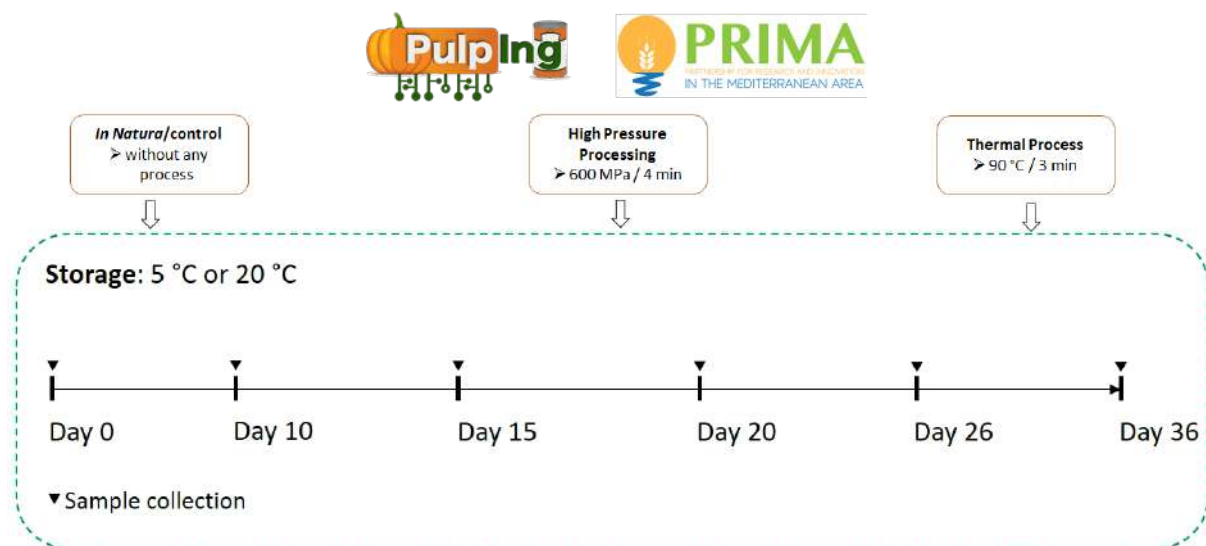 PulpIng
PRIMA
PARTNERSHIP FOR RESEARCH AND INNOVATION
IN THE MEDITERRANEAN AREA
In Natura/control
➢ without any
process
High Pressure
Processing
➢ 600 MPa / 4 min
Thermal Process
➢ 90 °C / 3 min
Storage: 5 °C or 20 °C
Day 0
Day 10
Day 15
Day 20
Day 26
Day 36
▼ Sample collection